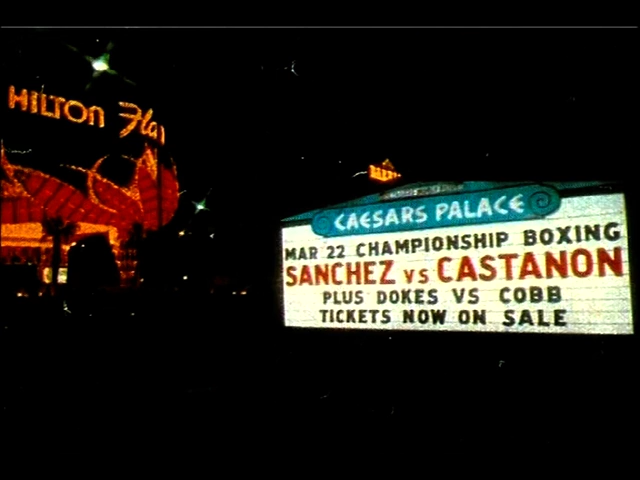 HILTON Fla
CAESARS PALACE
MAR 22 CHAMPIONSHIP BOXING
SANCHEZ VS CASTANON
PLUS DOKES VS COBB
TICKETS NOW ON SALE